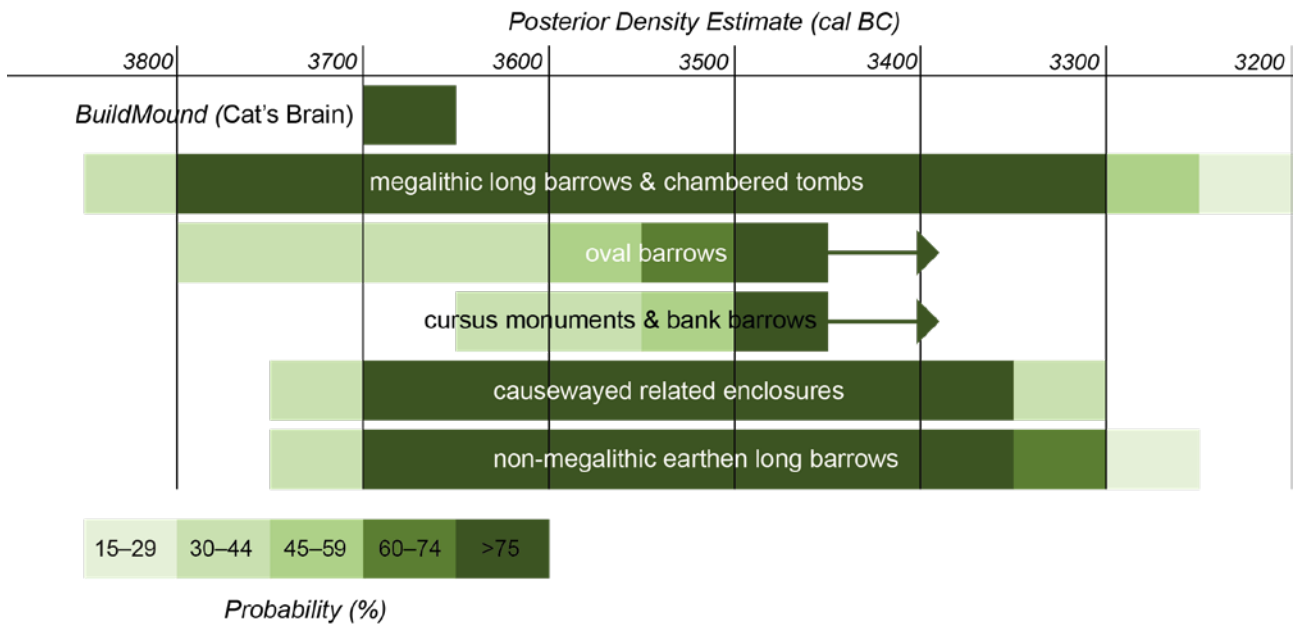 Posterior Density Estimate (cal BC)
3800 3700 3600 3500 3400 3300 3200
BuildMound (Cat's Brain)
megalithic long barrows & chambered tombs
oval barrows
cursus monuments & bank barrows
causewayed related enclosures
non-megalithic earthen long barrows
15–29 30–44 45–59 60–74 >75
Probability (%)